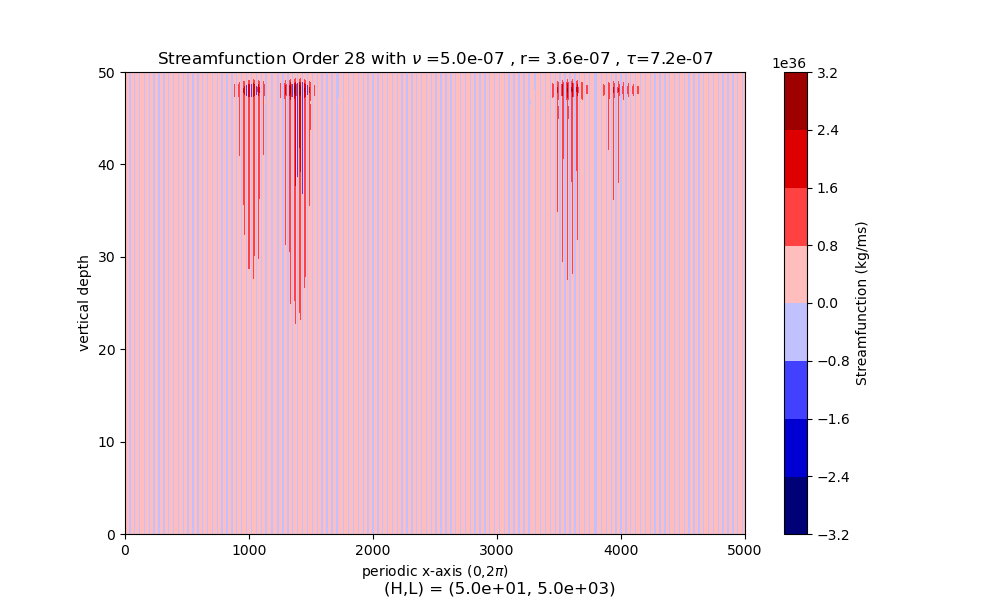 Streamfunction Order 28 with ν =5.0e-07 , r= 3.6e-07 , τ=7.2e-07
1e36
50
40
30
20
10
0
vertical depth
0 1000 2000 3000 4000 5000
periodic x-axis (0,2π)
(H,L) = (5.0e+01, 5.0e+03)
3.2
2.4
1.6
0.8
0.0
−0.8
−1.6
−2.4
−3.2
Streamfunction (kg/ms)